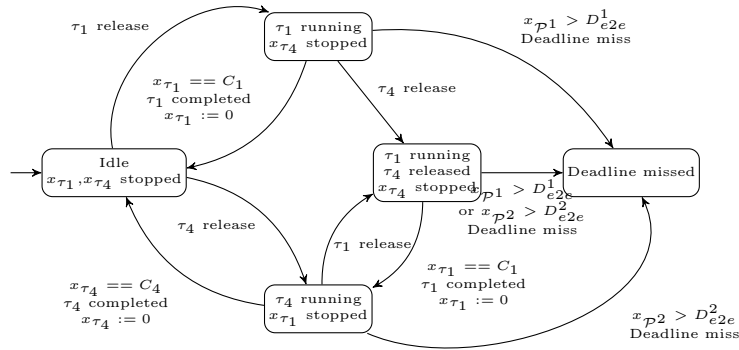 τ1 release
τ1 running
xτ4 stopped
x𝒫1 > D¹e2e
Deadline miss
xτ1 == C1
τ1 completed
xτ1 := 0
τ4 release
Idle
xτ1,xτ4 stopped
τ1 running
τ4 released
xτ4 stopped
x𝒫1 > D¹e2e
or x𝒫2 > D²e2e
Deadline miss
Deadline missed
τ4 release
τ1 release
xτ4 == C4
τ4 completed
xτ4 := 0
τ4 running
xτ1 stopped
xτ1 == C1
τ1 completed
xτ1 := 0
x𝒫2 > D²e2e
Deadline miss